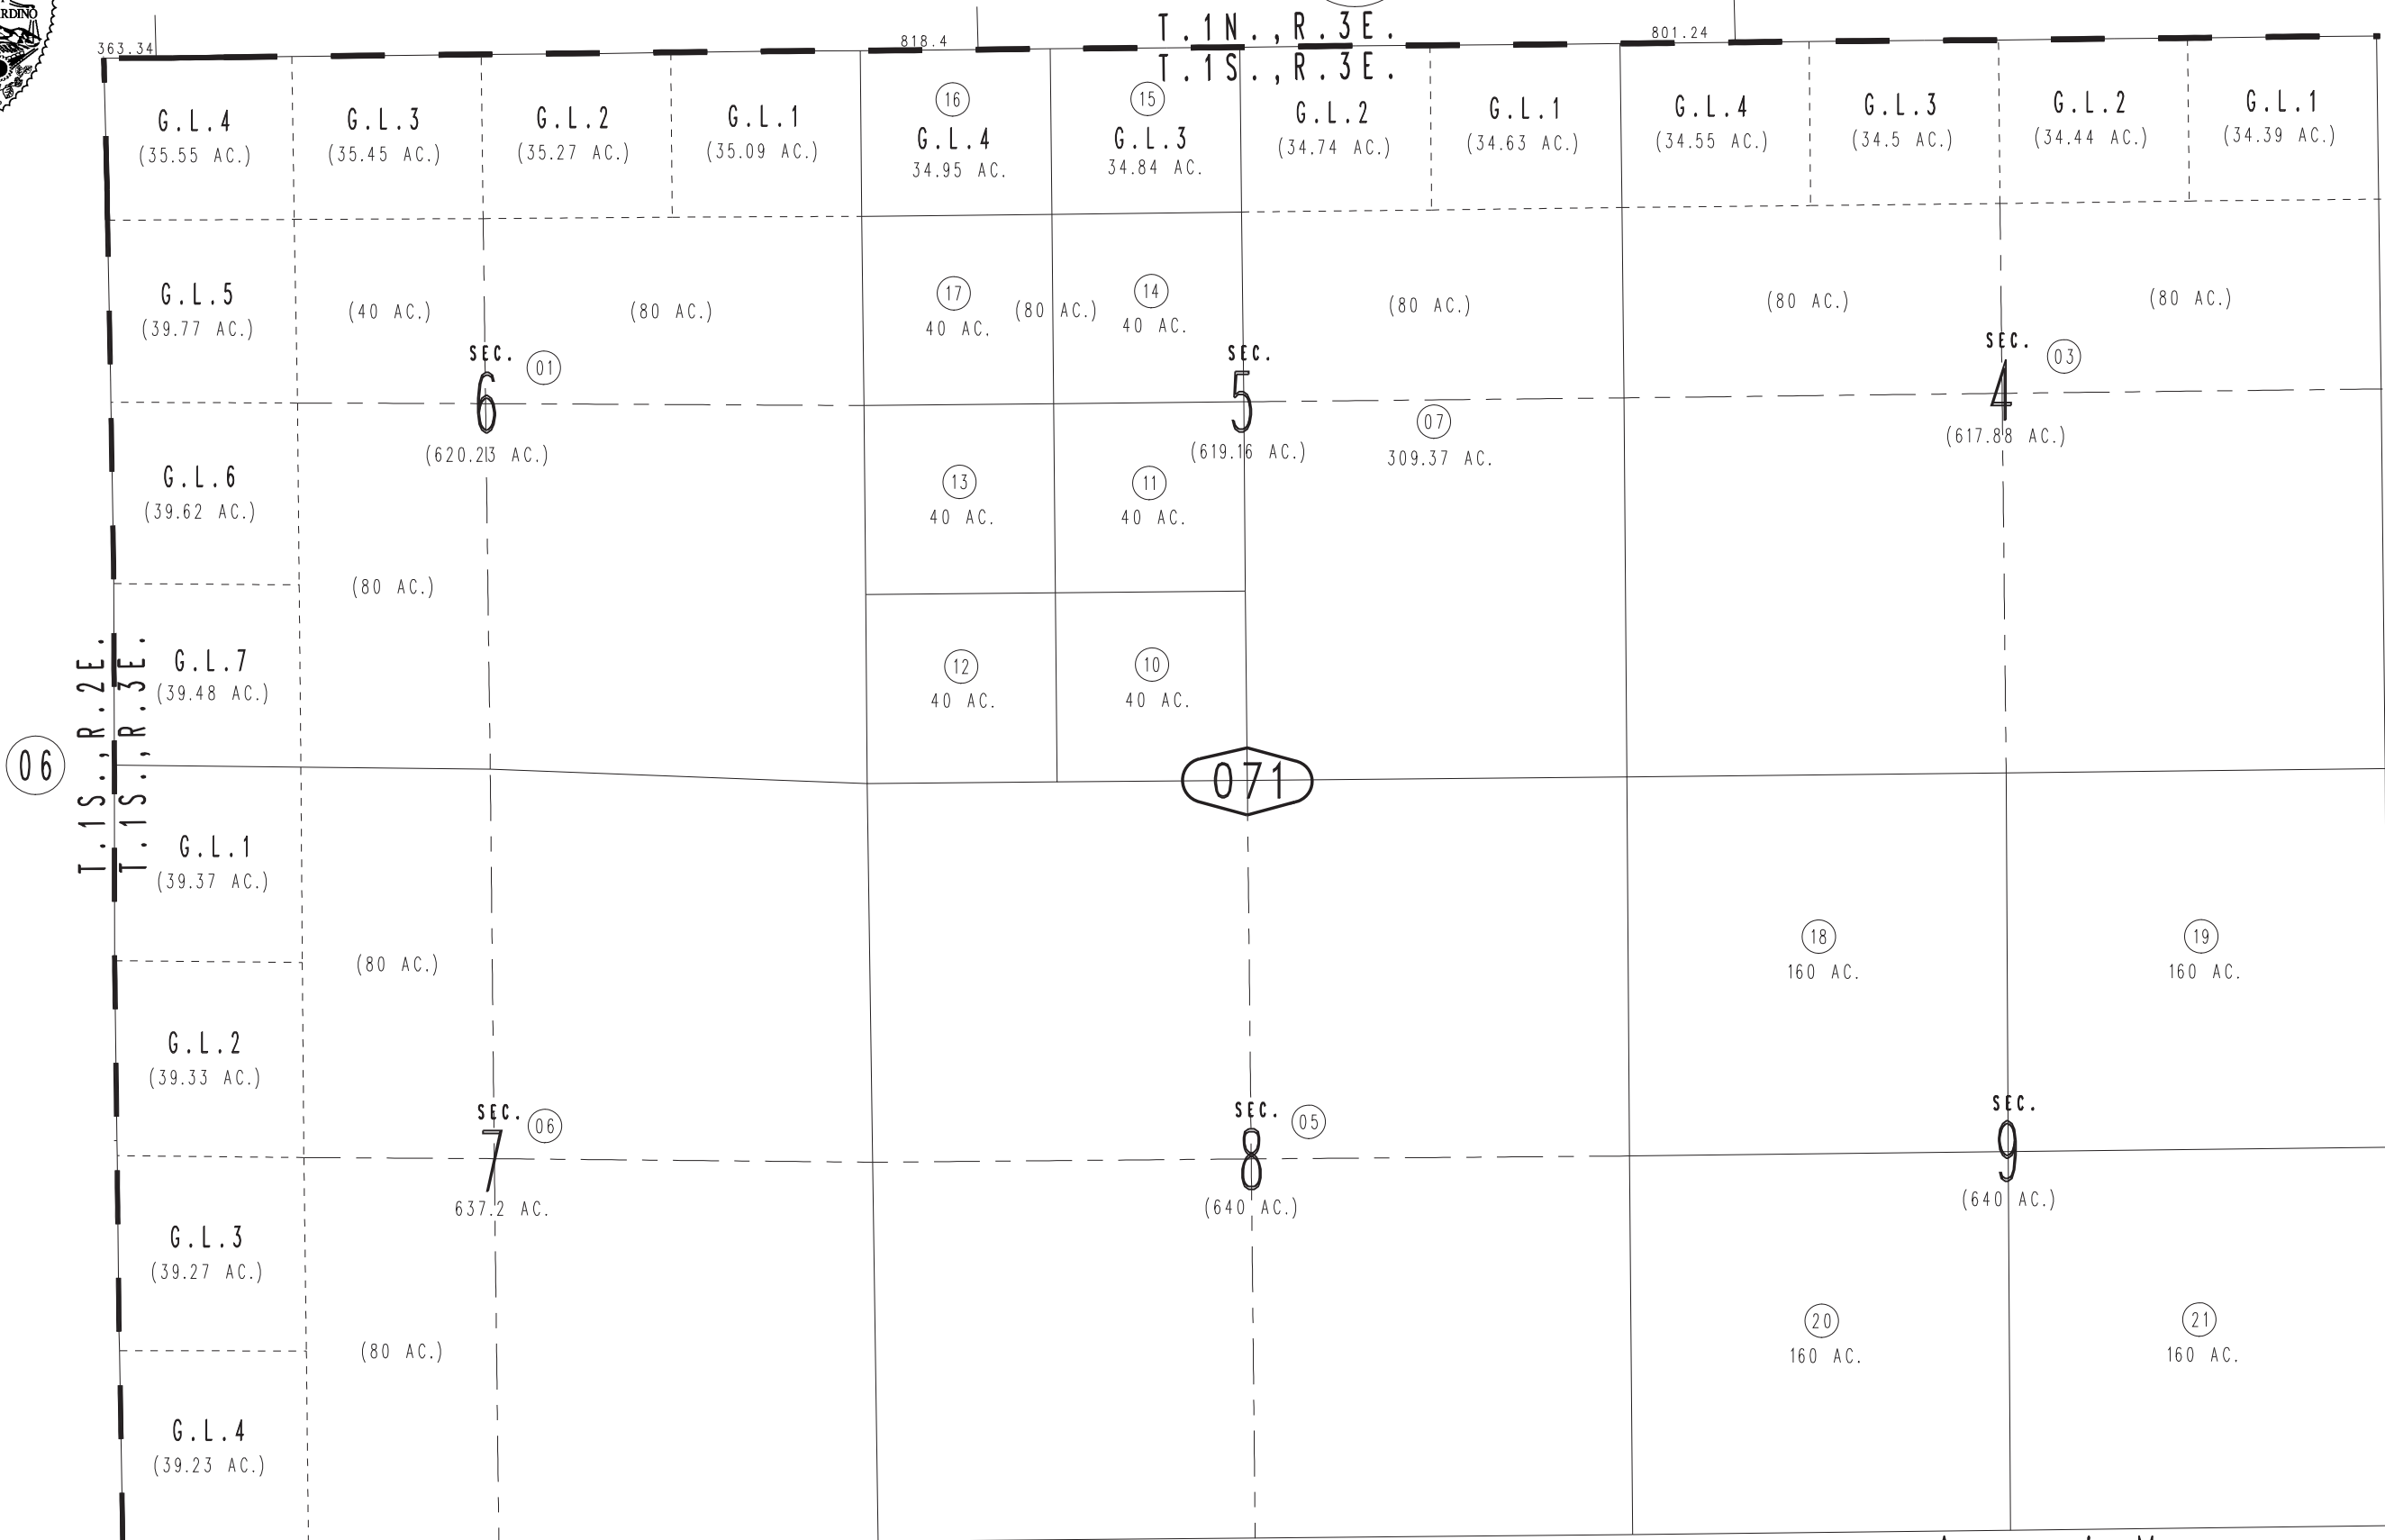 RDINO
T.1N.,R.3E.
363.34
818.4
801.24
T.1S.,R.3E.
G.L.4
(35.55 AC.)
G.L.3
(35.45 AC.)
G.L.2
(35.27 AC.)
G.L.1
(35.09 AC.)
16
G.L.4
34.95 AC.
15
G.L.3
34.84 AC.
G.L.2
(34.74 AC.)
G.L.1
(34.63 AC.)
G.L.4
(34.55 AC.)
G.L.3
(34.5 AC.)
G.L.2
(34.44 AC.)
G.L.1
(34.39 AC.)
G.L.5
(39.77 AC.)
(40 AC.)
(80 AC.)
17
40 AC.
(80 AC.)
14
40 AC.
(80 AC.)
(80 AC.)
(80 AC.)
SEC.
6
01
(620.23 AC.)
SEC.
5
(619.16 AC.)
07
309.37 AC.
SEC.
4
03
(617.88 AC.)
G.L.6
(39.62 AC.)
13
40 AC.
11
40 AC.
(80 AC.)
G.L.7
(39.48 AC.)
12
40 AC.
10
40 AC.
T.1S.,R.2E.
T.1S.,R.3E.
06
071
G.L.1
(39.37 AC.)
(80 AC.)
18
160 AC.
19
160 AC.
G.L.2
(39.33 AC.)
SEC.
7
06
637.2 AC.
SEC.
8
05
(640 AC.)
SEC.
9
(640 AC.)
G.L.3
(39.27 AC.)
(80 AC.)
20
160 AC.
21
160 AC.
G.L.4
(39.23 AC.)